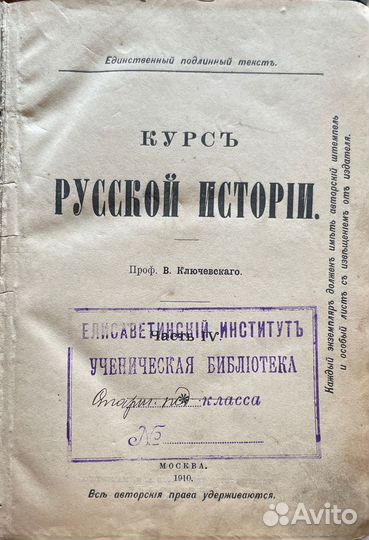 Единственный подлинный текстъ.
КУРСЪ
РУССКОЙ ИСТОРІИ.
Проф. В. Ключевскаго.
Часть IV.
ЕЛИСАВЕТИНСКІЙ ИНСТИТУТЪ
УЧЕНИЧЕСКАЯ БИБЛІОТЕКА
класса
№
МОСКВА.
1910.
Всѣ авторскія права удерживаются.
Каждый экземпляръ долженъ имѣть авторскій штемпель
и особый листъ съ извѣщеніемъ отъ издателя.
Avito